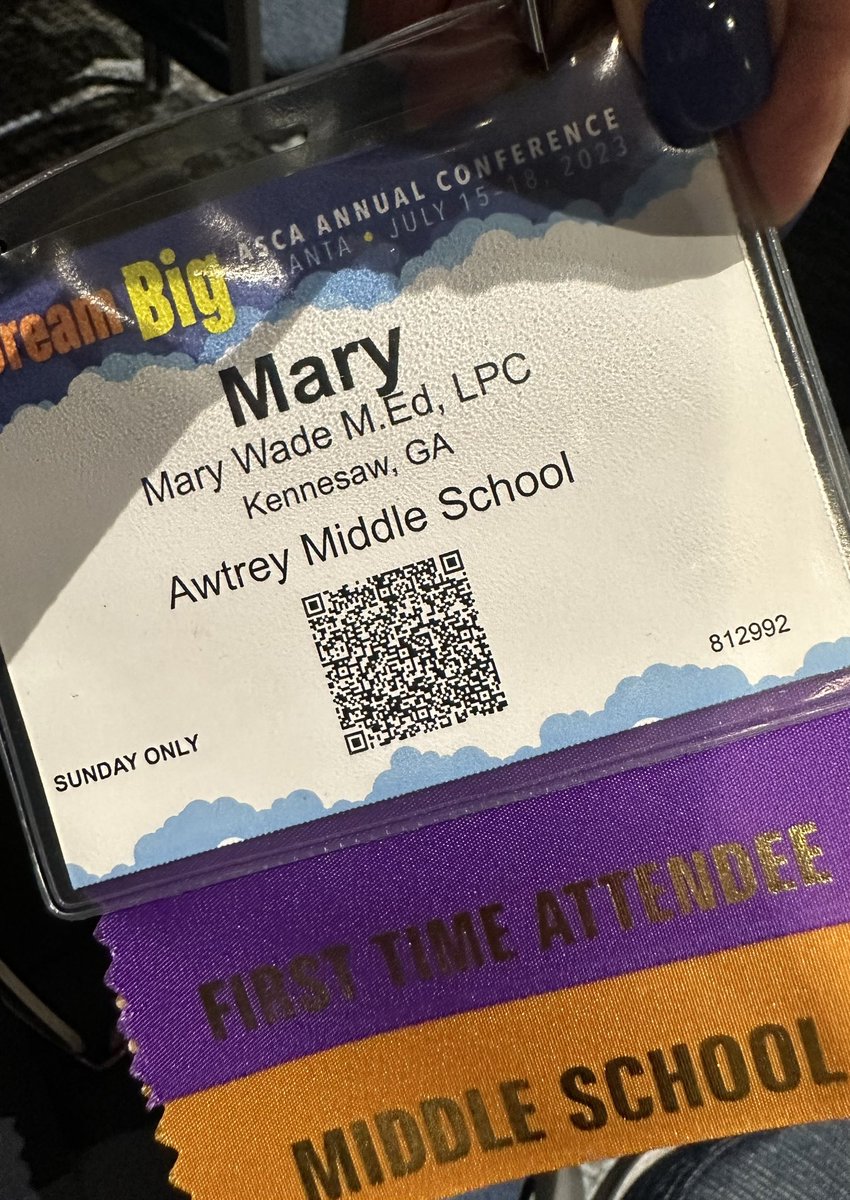 ASCA ANNUAL CONFERENCE
ANTA • JULY 15-18, 2023
Dream Big
Mary
Mary Wade M.Ed, LPC
Kennesaw, GA
Awtrey Middle School
812992
SUNDAY ONLY
FIRST TIME ATTENDEE
MIDDLE SCHOOL